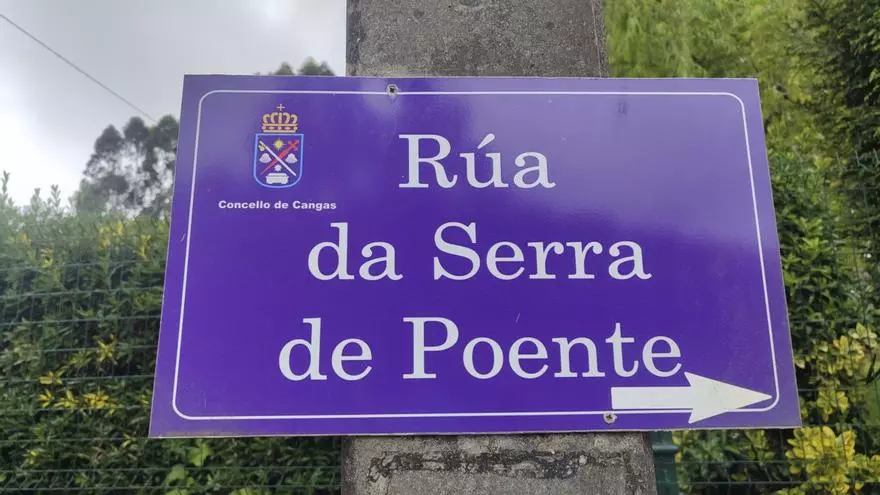 Concello de Cangas
Rúa
da Serra
de Poente